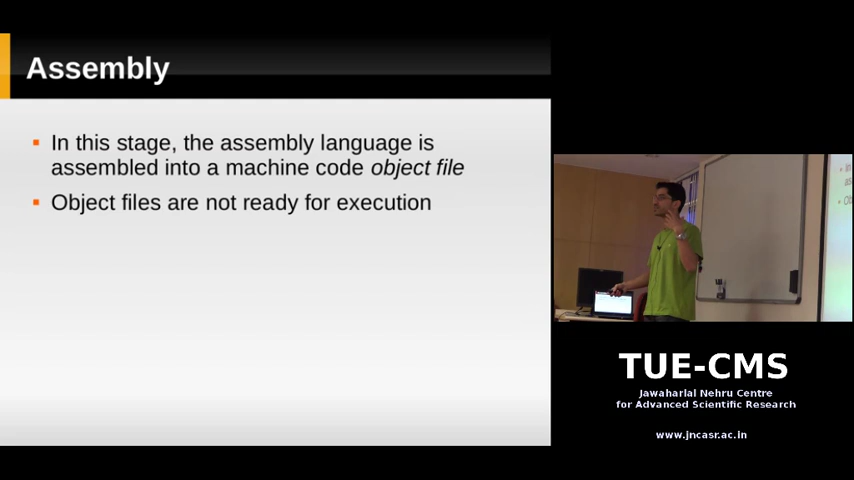 Assembly
In this stage, the assembly language is
assembled into a machine code object file
Object files are not ready for execution
TUE-CMS
Jawaharlal Nehru Centre
for Advanced Scientific Research
www.jncasr.ac.in